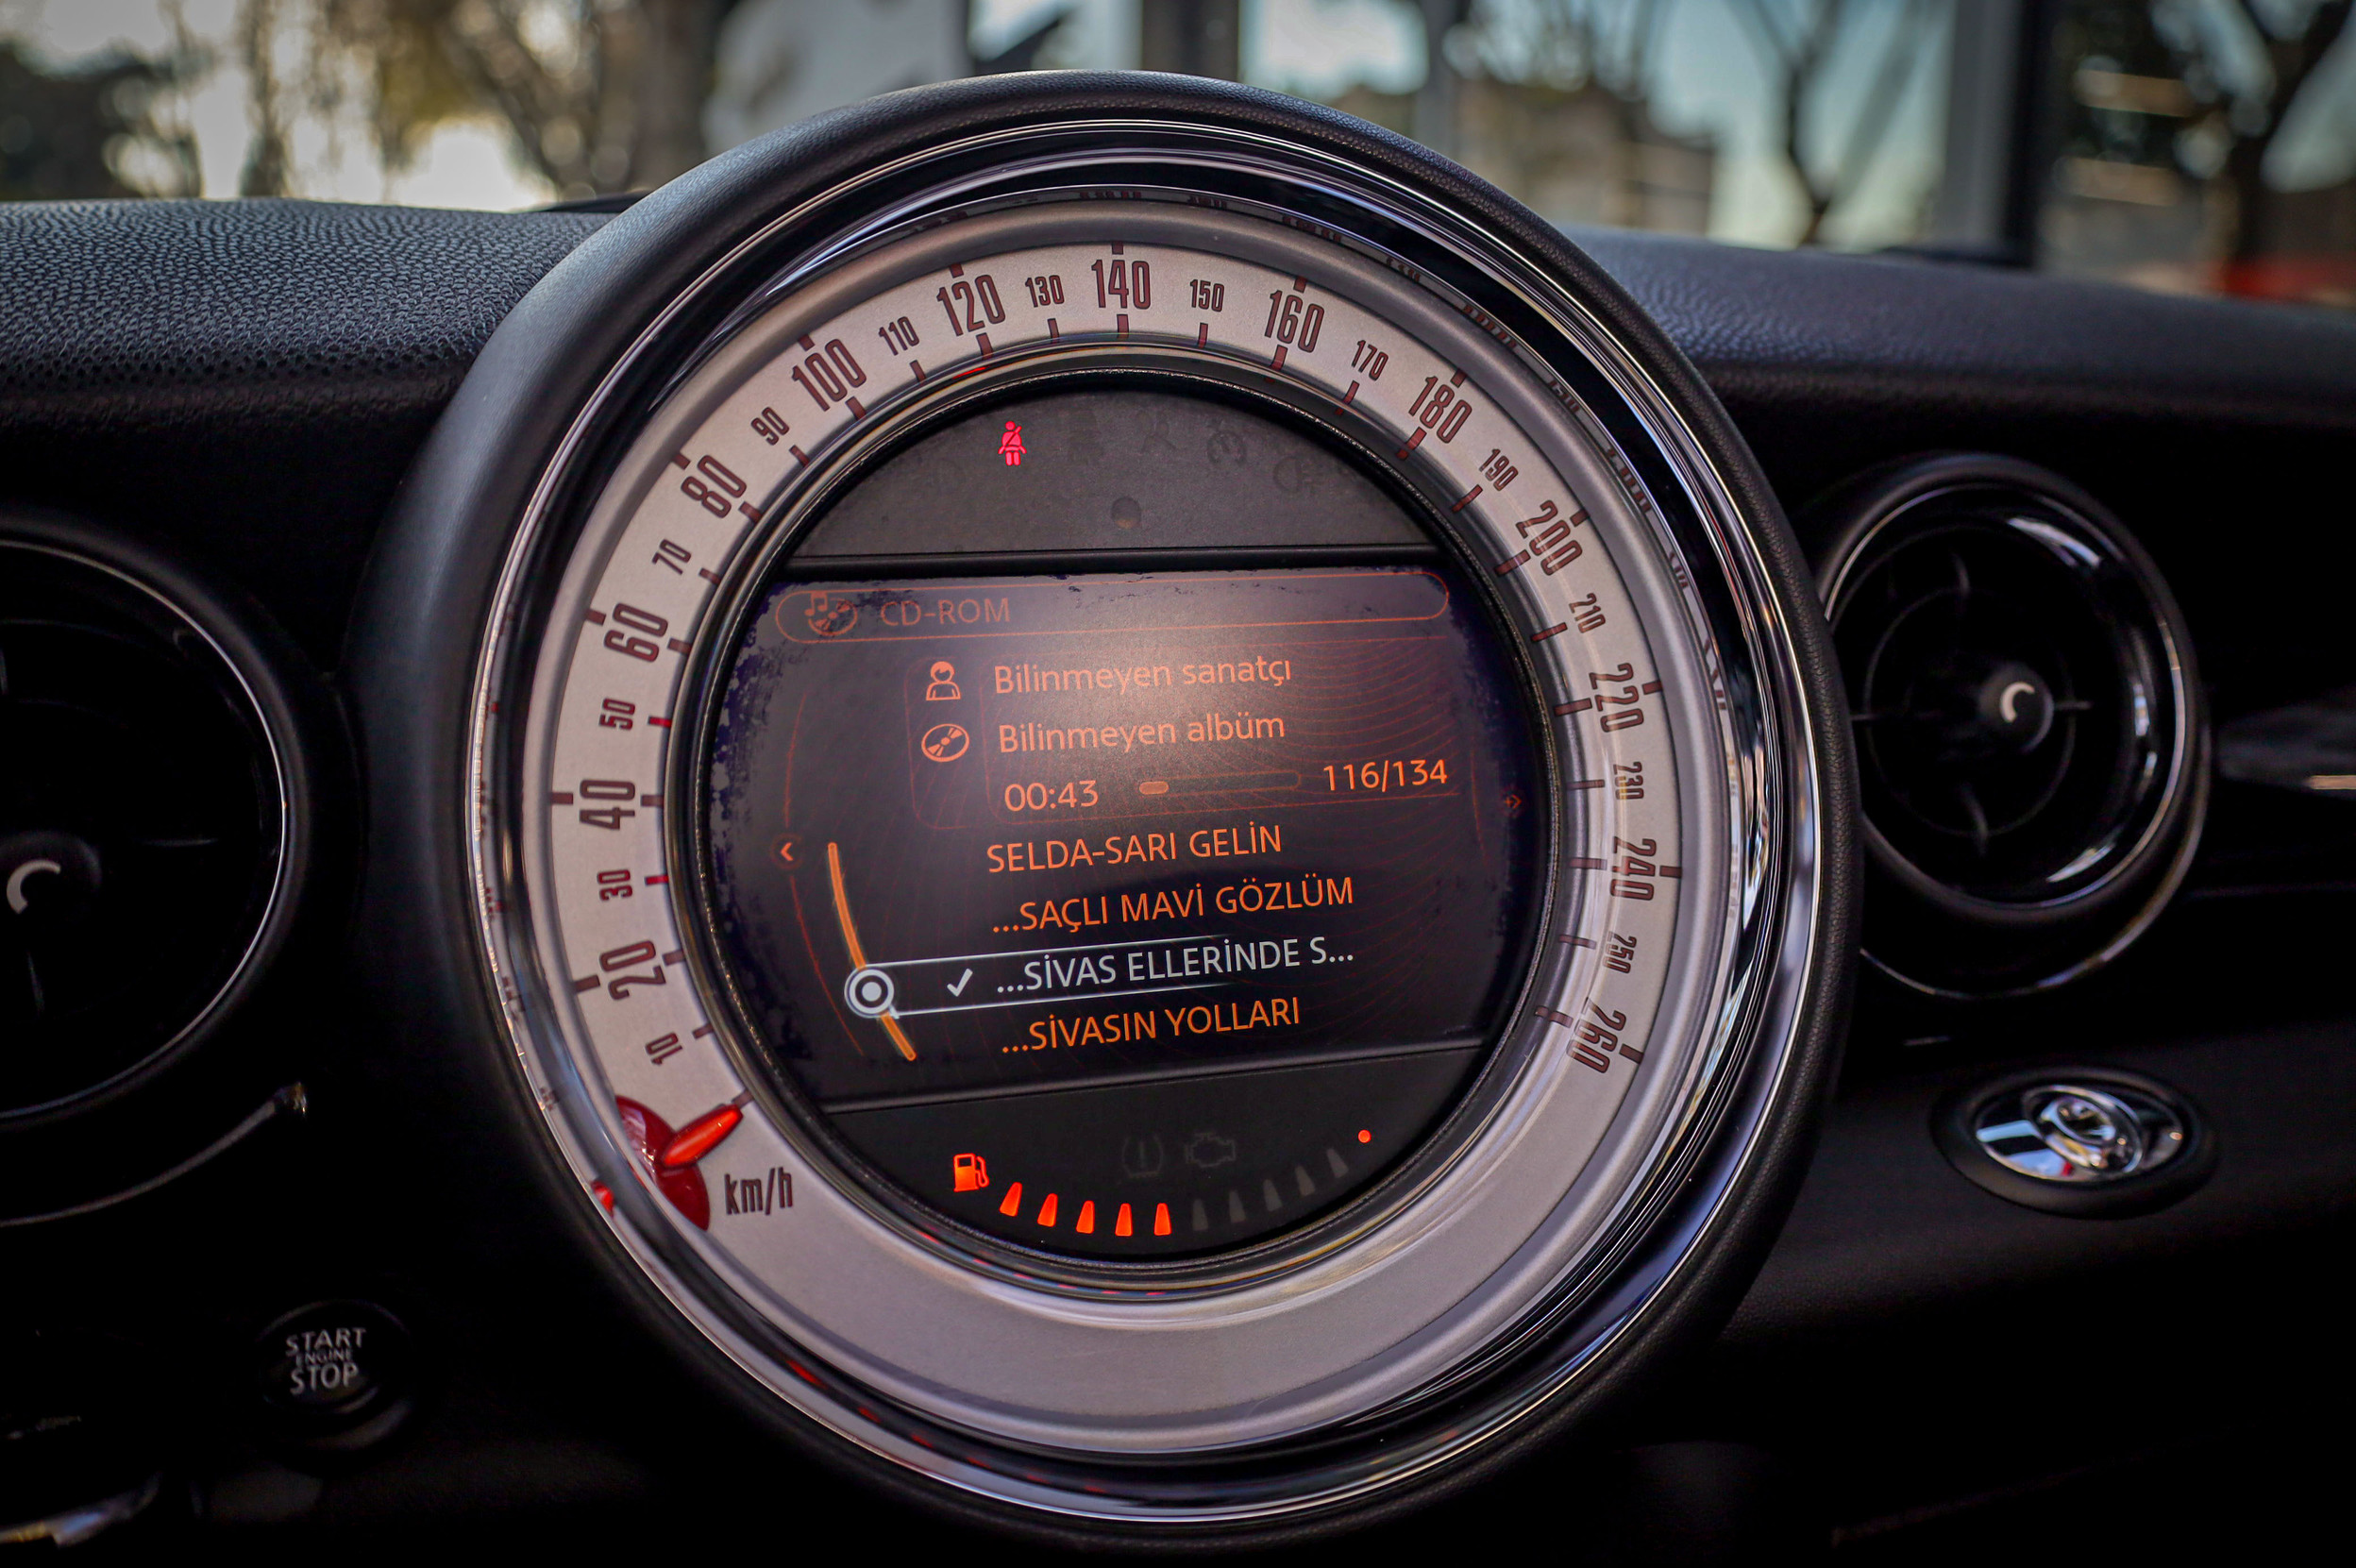 10
20
30
40
50
60
70
80
90
100
110
120
130
140
150
160
170
180
190
200
210
220
230
240
250
260
km/h
CD-ROM
Bilinmeyen sanatçı
Bilinmeyen albüm
00:43 116/134
SELDA-SARI GELİN
...SAÇLI MAVİ GÖZLÜM
...SİVAS ELLERİNDE S...
...SİVASIN YOLLARI
START
ENGINE
STOP